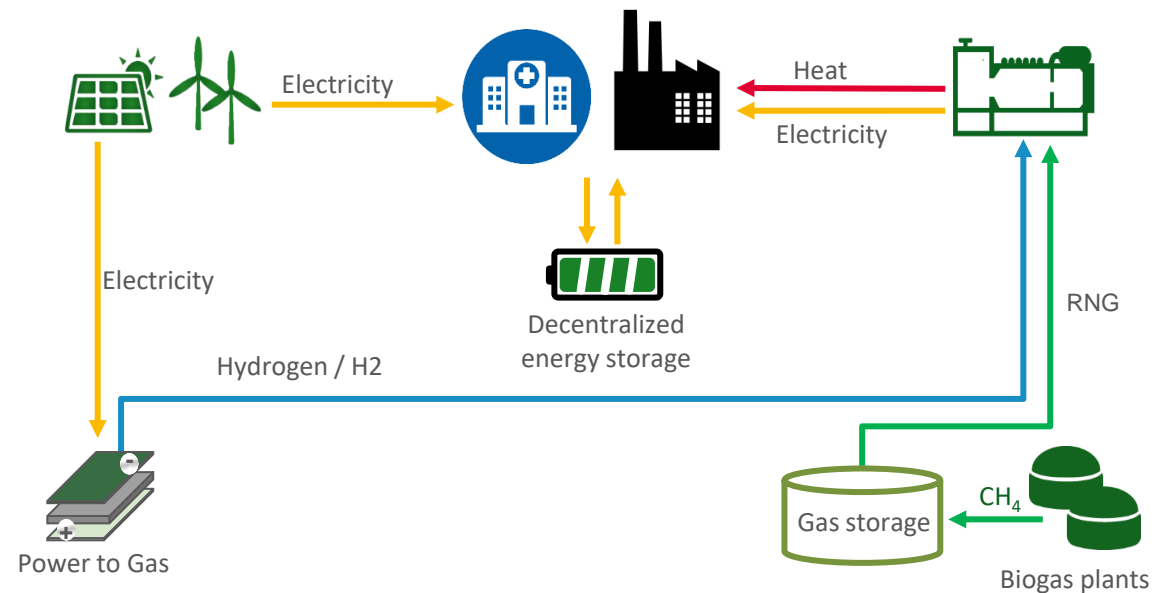 Electricity
Heat
Electricity
Electricity
Decentralized
energy storage
RNG
Hydrogen / H2
CH₄
Gas storage
Power to Gas
Biogas plants